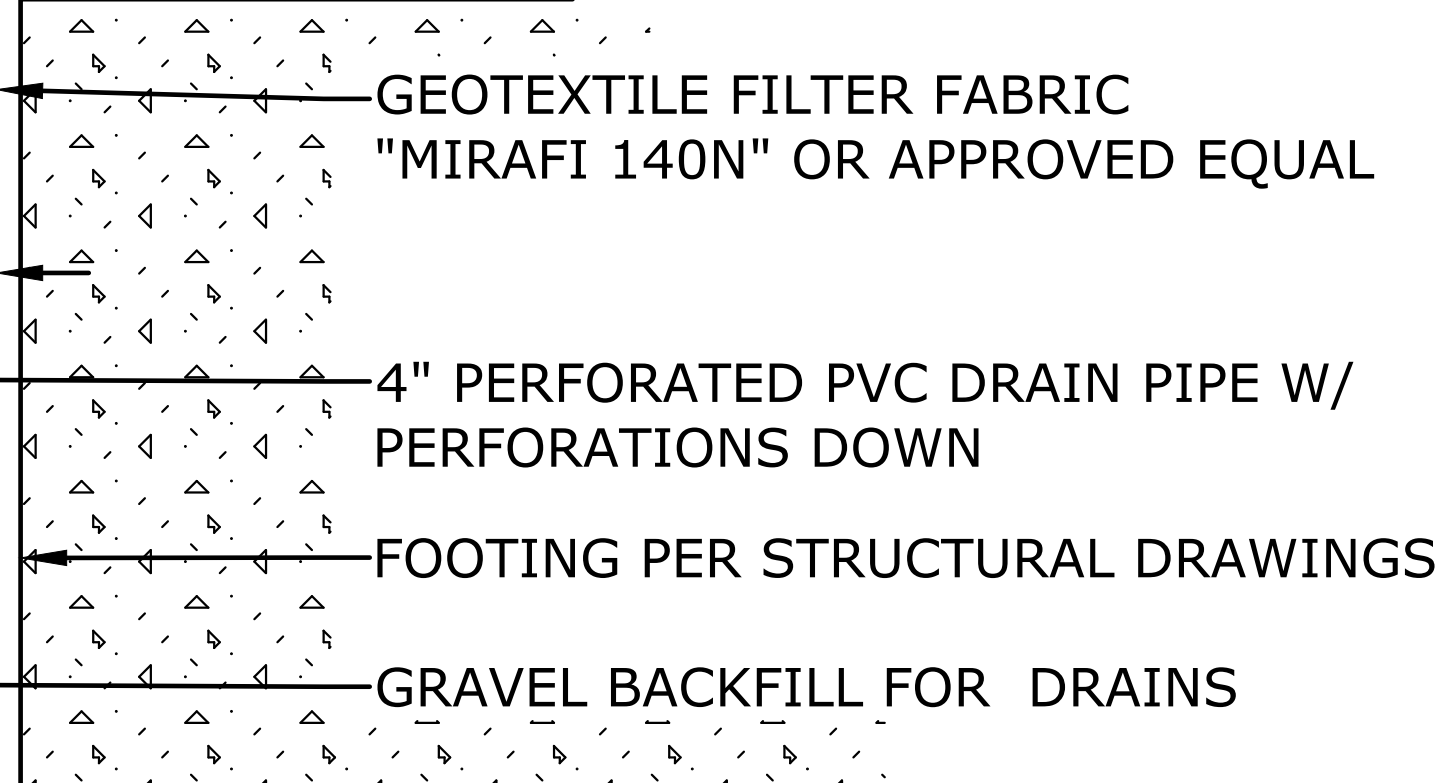 GEOTEXTILE FILTER FABRIC
"MIRAFI 140N" OR APPROVED EQUAL
4" PERFORATED PVC DRAIN PIPE W/
PERFORATIONS DOWN
FOOTING PER STRUCTURAL DRAWINGS
GRAVEL BACKFILL FOR  DRAINS